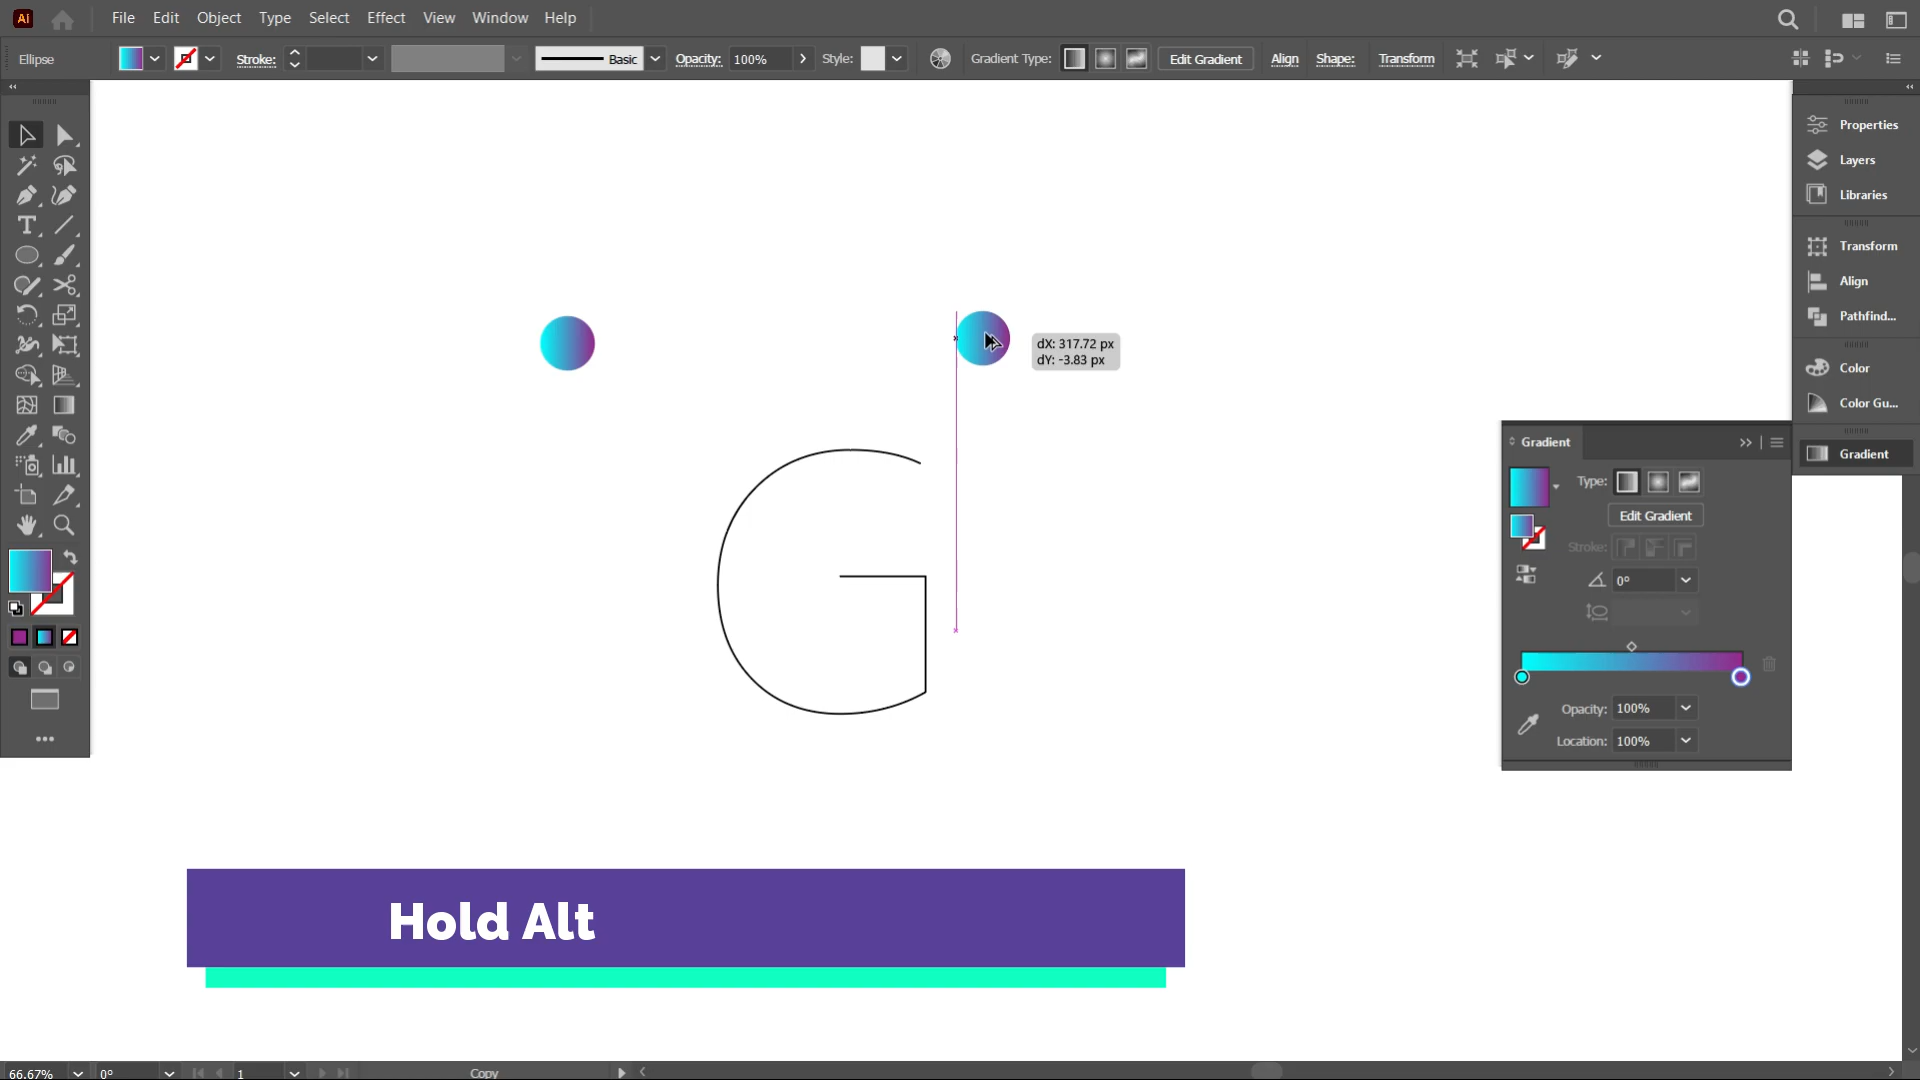 Ai File Edit Object Type Select Effect View Window Help
Ellipse Stroke: Basic Opacity: 100% Style: Gradient Type: Edit Gradient Align Shape: Transform
Properties
Layers
Libraries
Transform
Align
Pathfind...
Color
Color Gu...
Gradient
dX: 317.72 px
dY: -3.83 px
G
Gradient
Type:
Edit Gradient
Stroke:
0°
Opacity: 100%
Location: 100%
Hold Alt
66.67% 0° 1 Copy